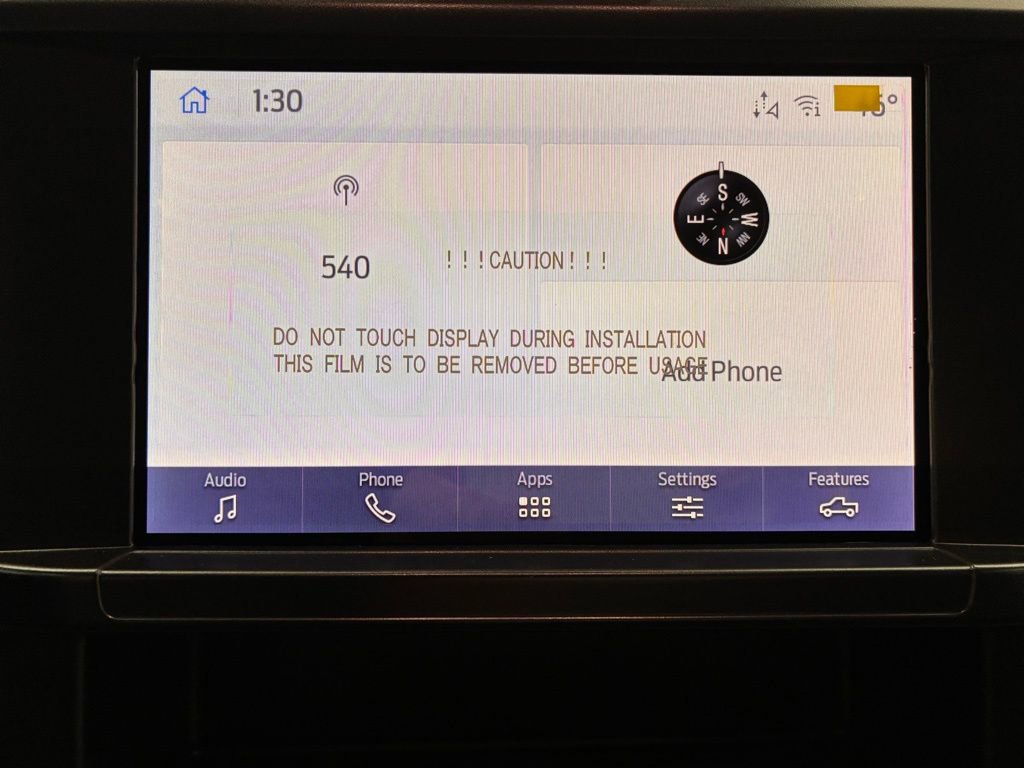 1:30
S
SE
SW
E
W
NE
NW
N
540
!!!CAUTION!!!
DO NOT TOUCH DISPLAY DURING INSTALLATION
THIS FILM IS TO BE REMOVED BEFORE USAGE
Add Phone
Audio
Phone
Apps
Settings
Features